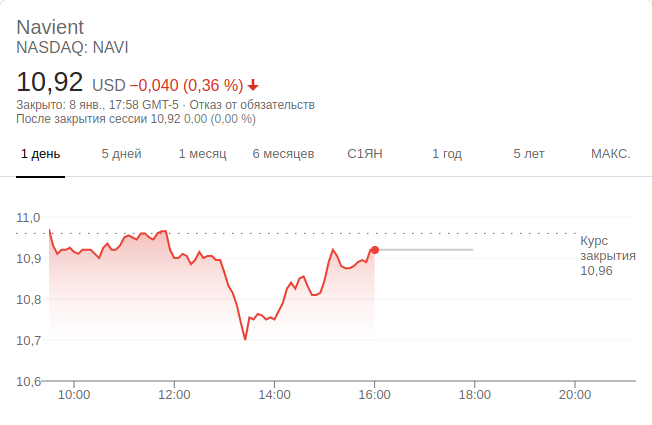 Navient
NASDAQ: NAVI
10,92 USD −0,040 (0,36 %)
Закрыто: 8 янв., 17:58 GMT-5 · Отказ от обязательств
После закрытия сессии 10,92 0,00 (0,00 %)
1 день 5 дней 1 месяц 6 месяцев С1ЯН 1 год 5 лет МАКС.
11,0
10,9
10,8
10,7
10,6
Курс
закрытия
10,96
10:00 12:00 14:00 16:00 18:00 20:00